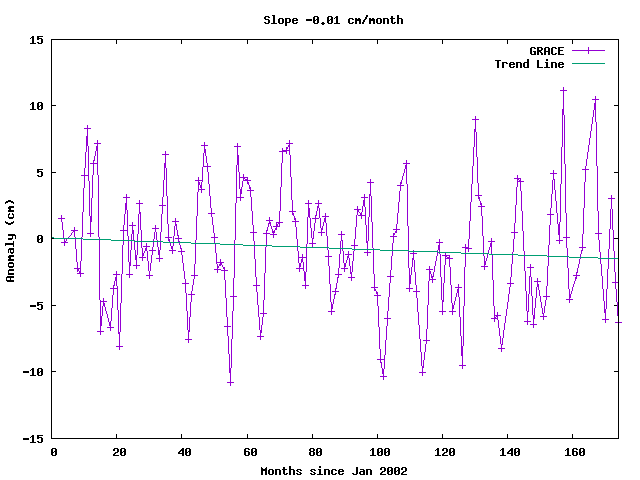 Slope -0.01 cm/month
GRACE
Trend Line
Anomaly (cm)
15
10
5
0
-5
-10
-15
0 20 40 60 80 100 120 140 160
Months since Jan 2002